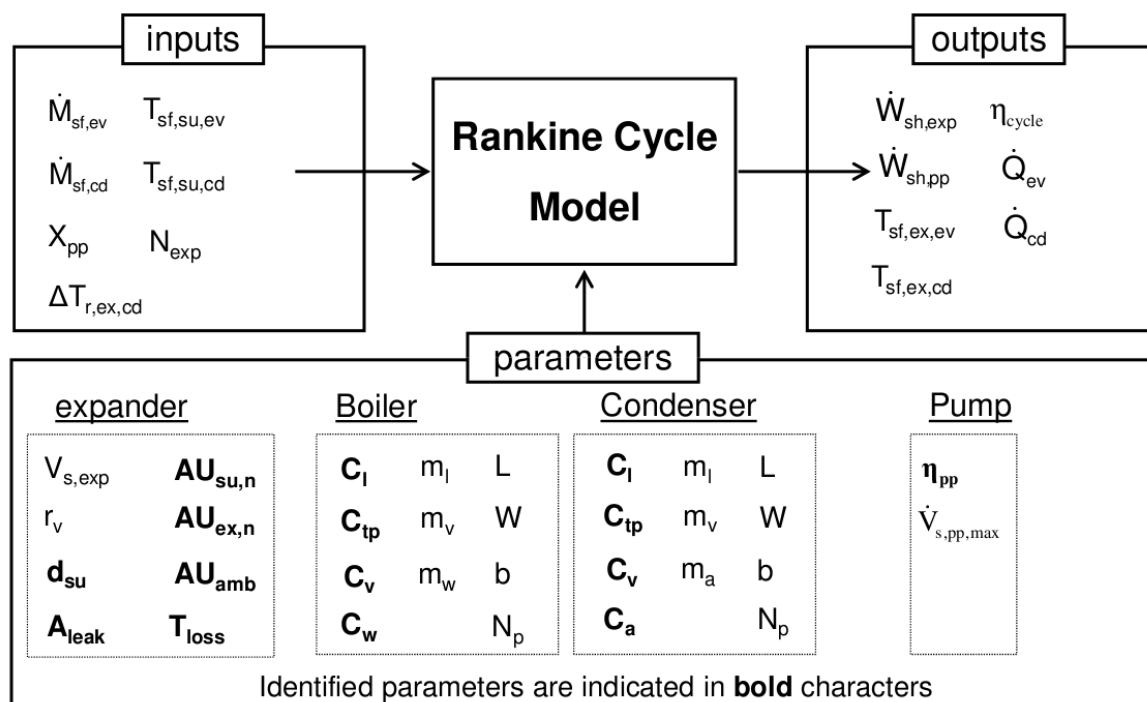 inputs
Ṁsf,ev Tsf,su,ev
Ṁsf,cd Tsf,su,cd
Xpp Nexp
ΔTr,ex,cd
Rankine Cycle
Model
outputs
Ẇsh,exp ηcycle
Ẇsh,pp Q̇ev
Tsf,ex,ev Q̇cd
Tsf,ex,cd
parameters
expander
Vs,exp AUsu,n
rv AUex,n
dsu AUamb
Aleak Tloss
Boiler
Cl ml L
Ctp mv W
Cv mw b
Cw Np
Condenser
Cl ml L
Ctp mv W
Cv ma b
Ca Np
Pump
ηpp
V̇s,pp,max
Identified parameters are indicated in bold characters